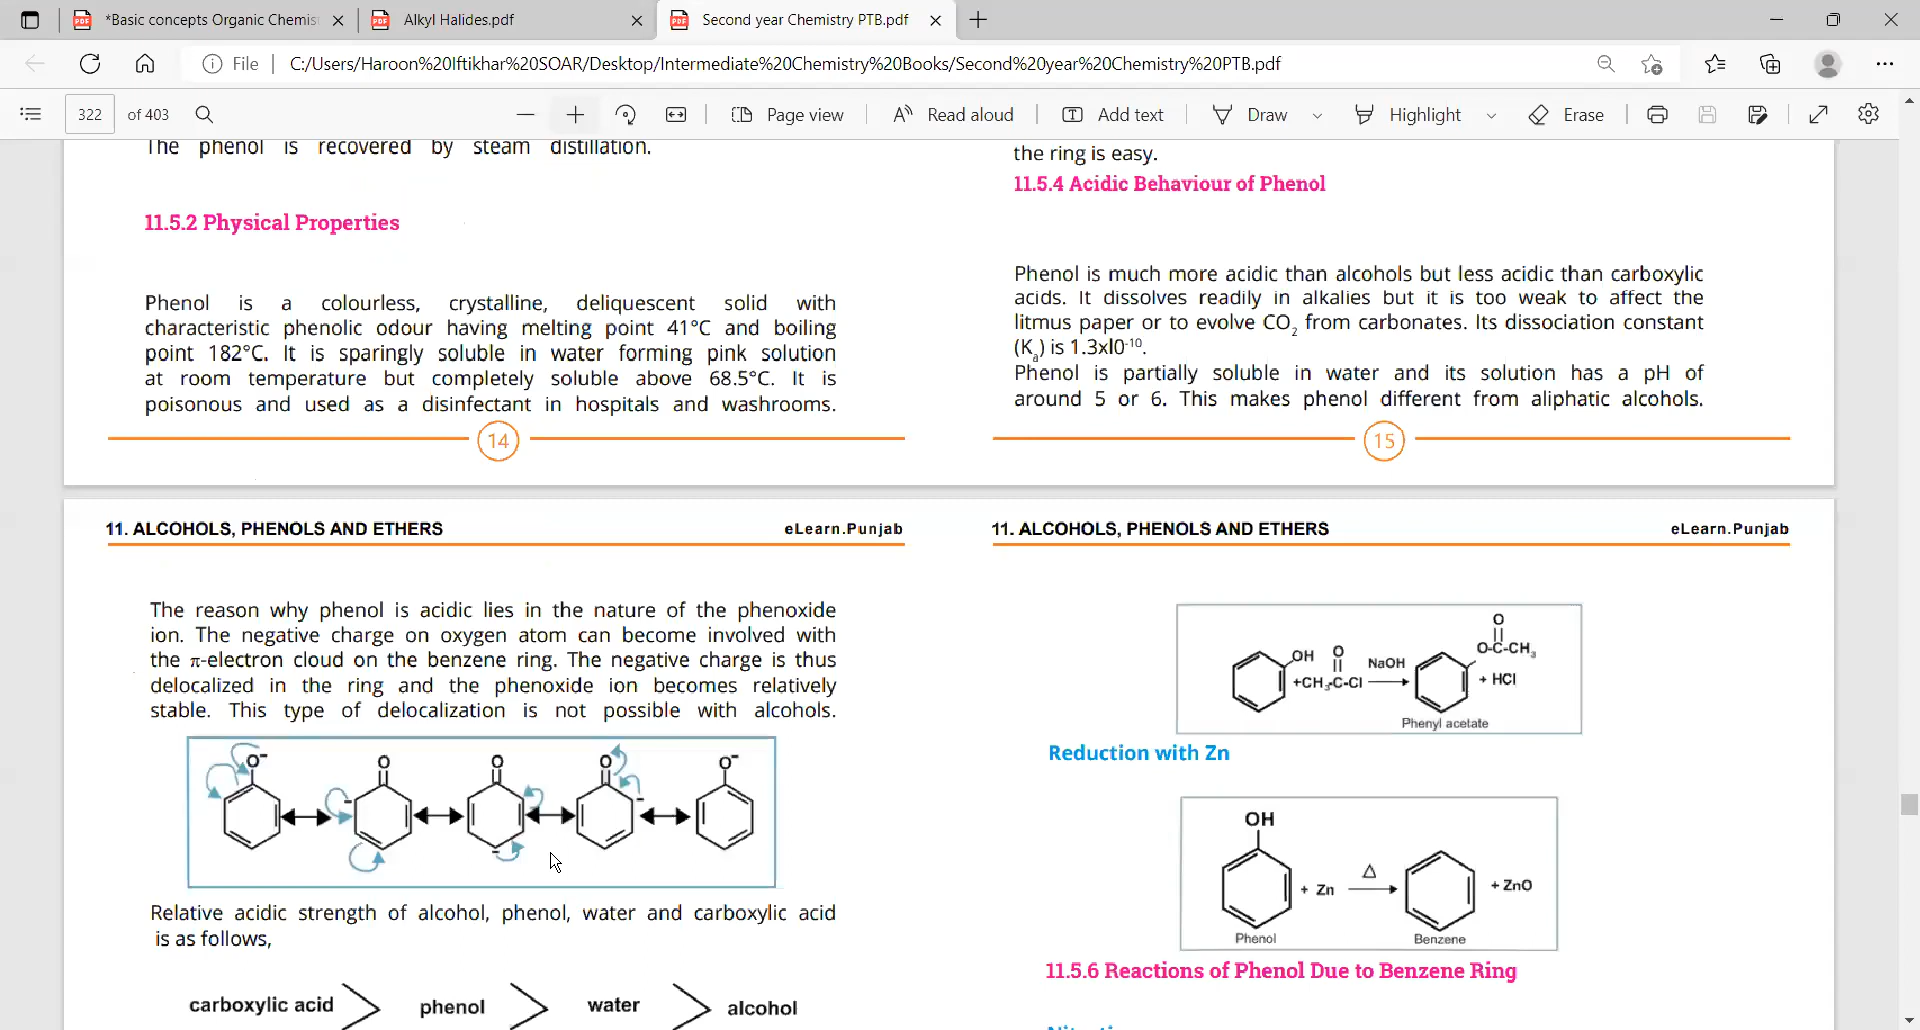 *Basic concepts Organic Chemis
Alkyl Halides.pdf
Second year Chemistry PTB.pdf
File
C:/Users/Haroon%20Iftikhar%20SOAR/Desktop/Intermediate%20Chemistry%20Books/Second%20year%20Chemistry%20PTB.pdf
322 of 403
Page view
Read aloud
Add text
Draw
Highlight
Erase
The phenol is recovered by steam distillation.
11.5.2 Physical Properties
Phenol is a colourless, crystalline, deliquescent solid with
characteristic phenolic odour having melting point 41°C and boiling
point 182°C. It is sparingly soluble in water forming pink solution
at room temperature but completely soluble above 68.5°C. It is
poisonous and used as a disinfectant in hospitals and washrooms.
14
the ring is easy.
11.5.4 Acidic Behaviour of Phenol
Phenol is much more acidic than alcohols but less acidic than carboxylic
acids. It dissolves readily in alkalies but it is too weak to affect the
litmus paper or to evolve CO₂ from carbonates. Its dissociation constant
(Kₐ) is 1.3xl0⁻¹⁰.
Phenol is partially soluble in water and its solution has a pH of
around 5 or 6. This makes phenol different from aliphatic alcohols.
15
11. ALCOHOLS, PHENOLS AND ETHERS
eLearn.Punjab
The reason why phenol is acidic lies in the nature of the phenoxide
ion. The negative charge on oxygen atom can become involved with
the π-electron cloud on the benzene ring. The negative charge is thus
delocalized in the ring and the phenoxide ion becomes relatively
stable. This type of delocalization is not possible with alcohols.
O⁻ O O O O⁻
Relative acidic strength of alcohol, phenol, water and carboxylic acid
is as follows,
carboxylic acid > phenol > water > alcohol
11. ALCOHOLS, PHENOLS AND ETHERS
eLearn.Punjab
OH O NaOH O
+CH₃-C-Cl O-C-CH₃
+ HCl
Phenyl acetate
Reduction with Zn
OH
+ Zn Δ + ZnO
Phenol Benzene
11.5.6 Reactions of Phenol Due to Benzene Ring